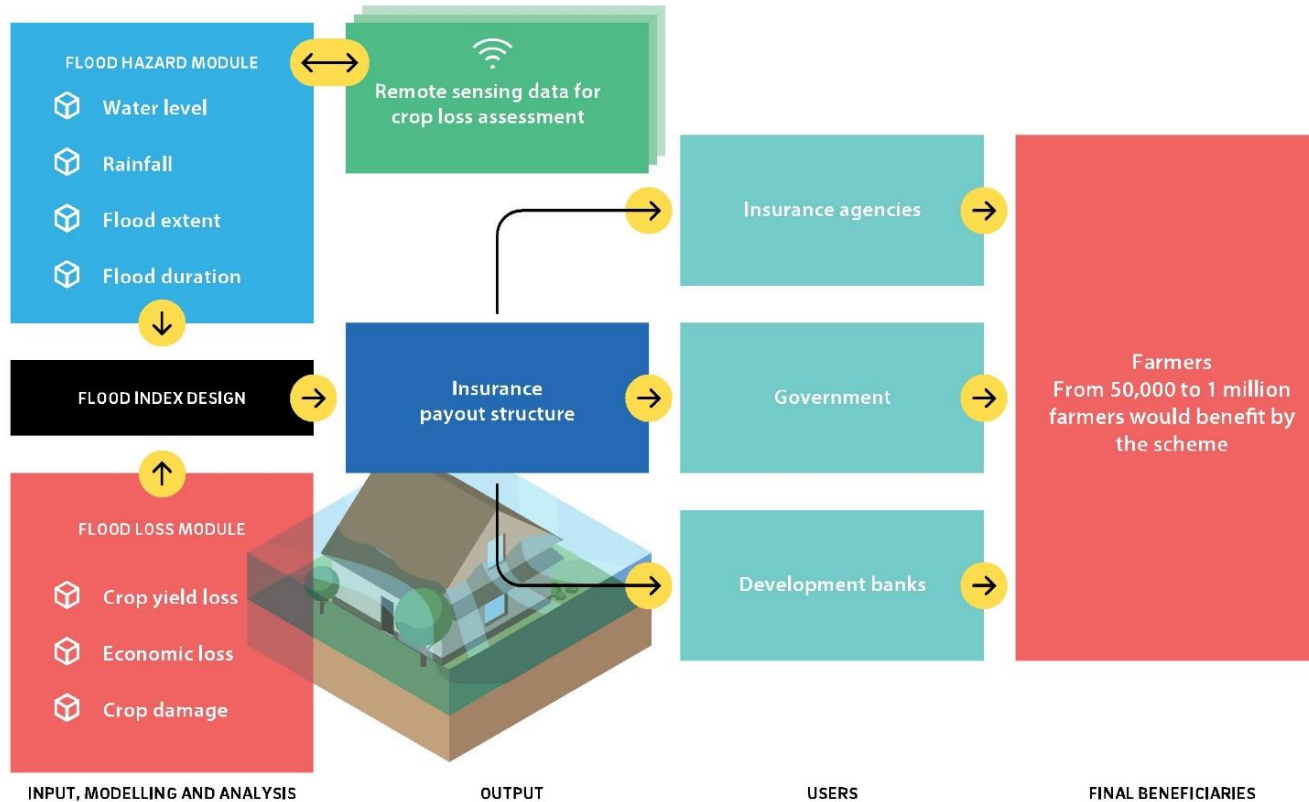 FLOOD HAZARD MODULE
Water level
Rainfall
Flood extent
Flood duration
FLOOD INDEX DESIGN
FLOOD LOSS MODULE
Crop yield loss
Economic loss
Crop damage
INPUT, MODELLING AND ANALYSIS
Remote sensing data for
crop loss assessment
Insurance
payout structure
OUTPUT
Insurance agencies
Government
Development banks
USERS
Farmers
From 50,000 to 1 million
farmers would benefit by
the scheme
FINAL BENEFICIARIES